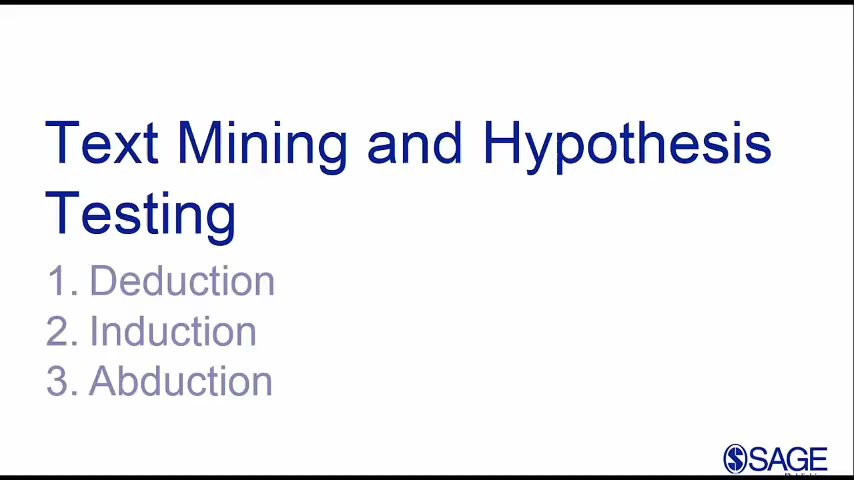 Text Mining and Hypothesis
Testing
1. Deduction
2. Induction
3. Abduction
SAGE